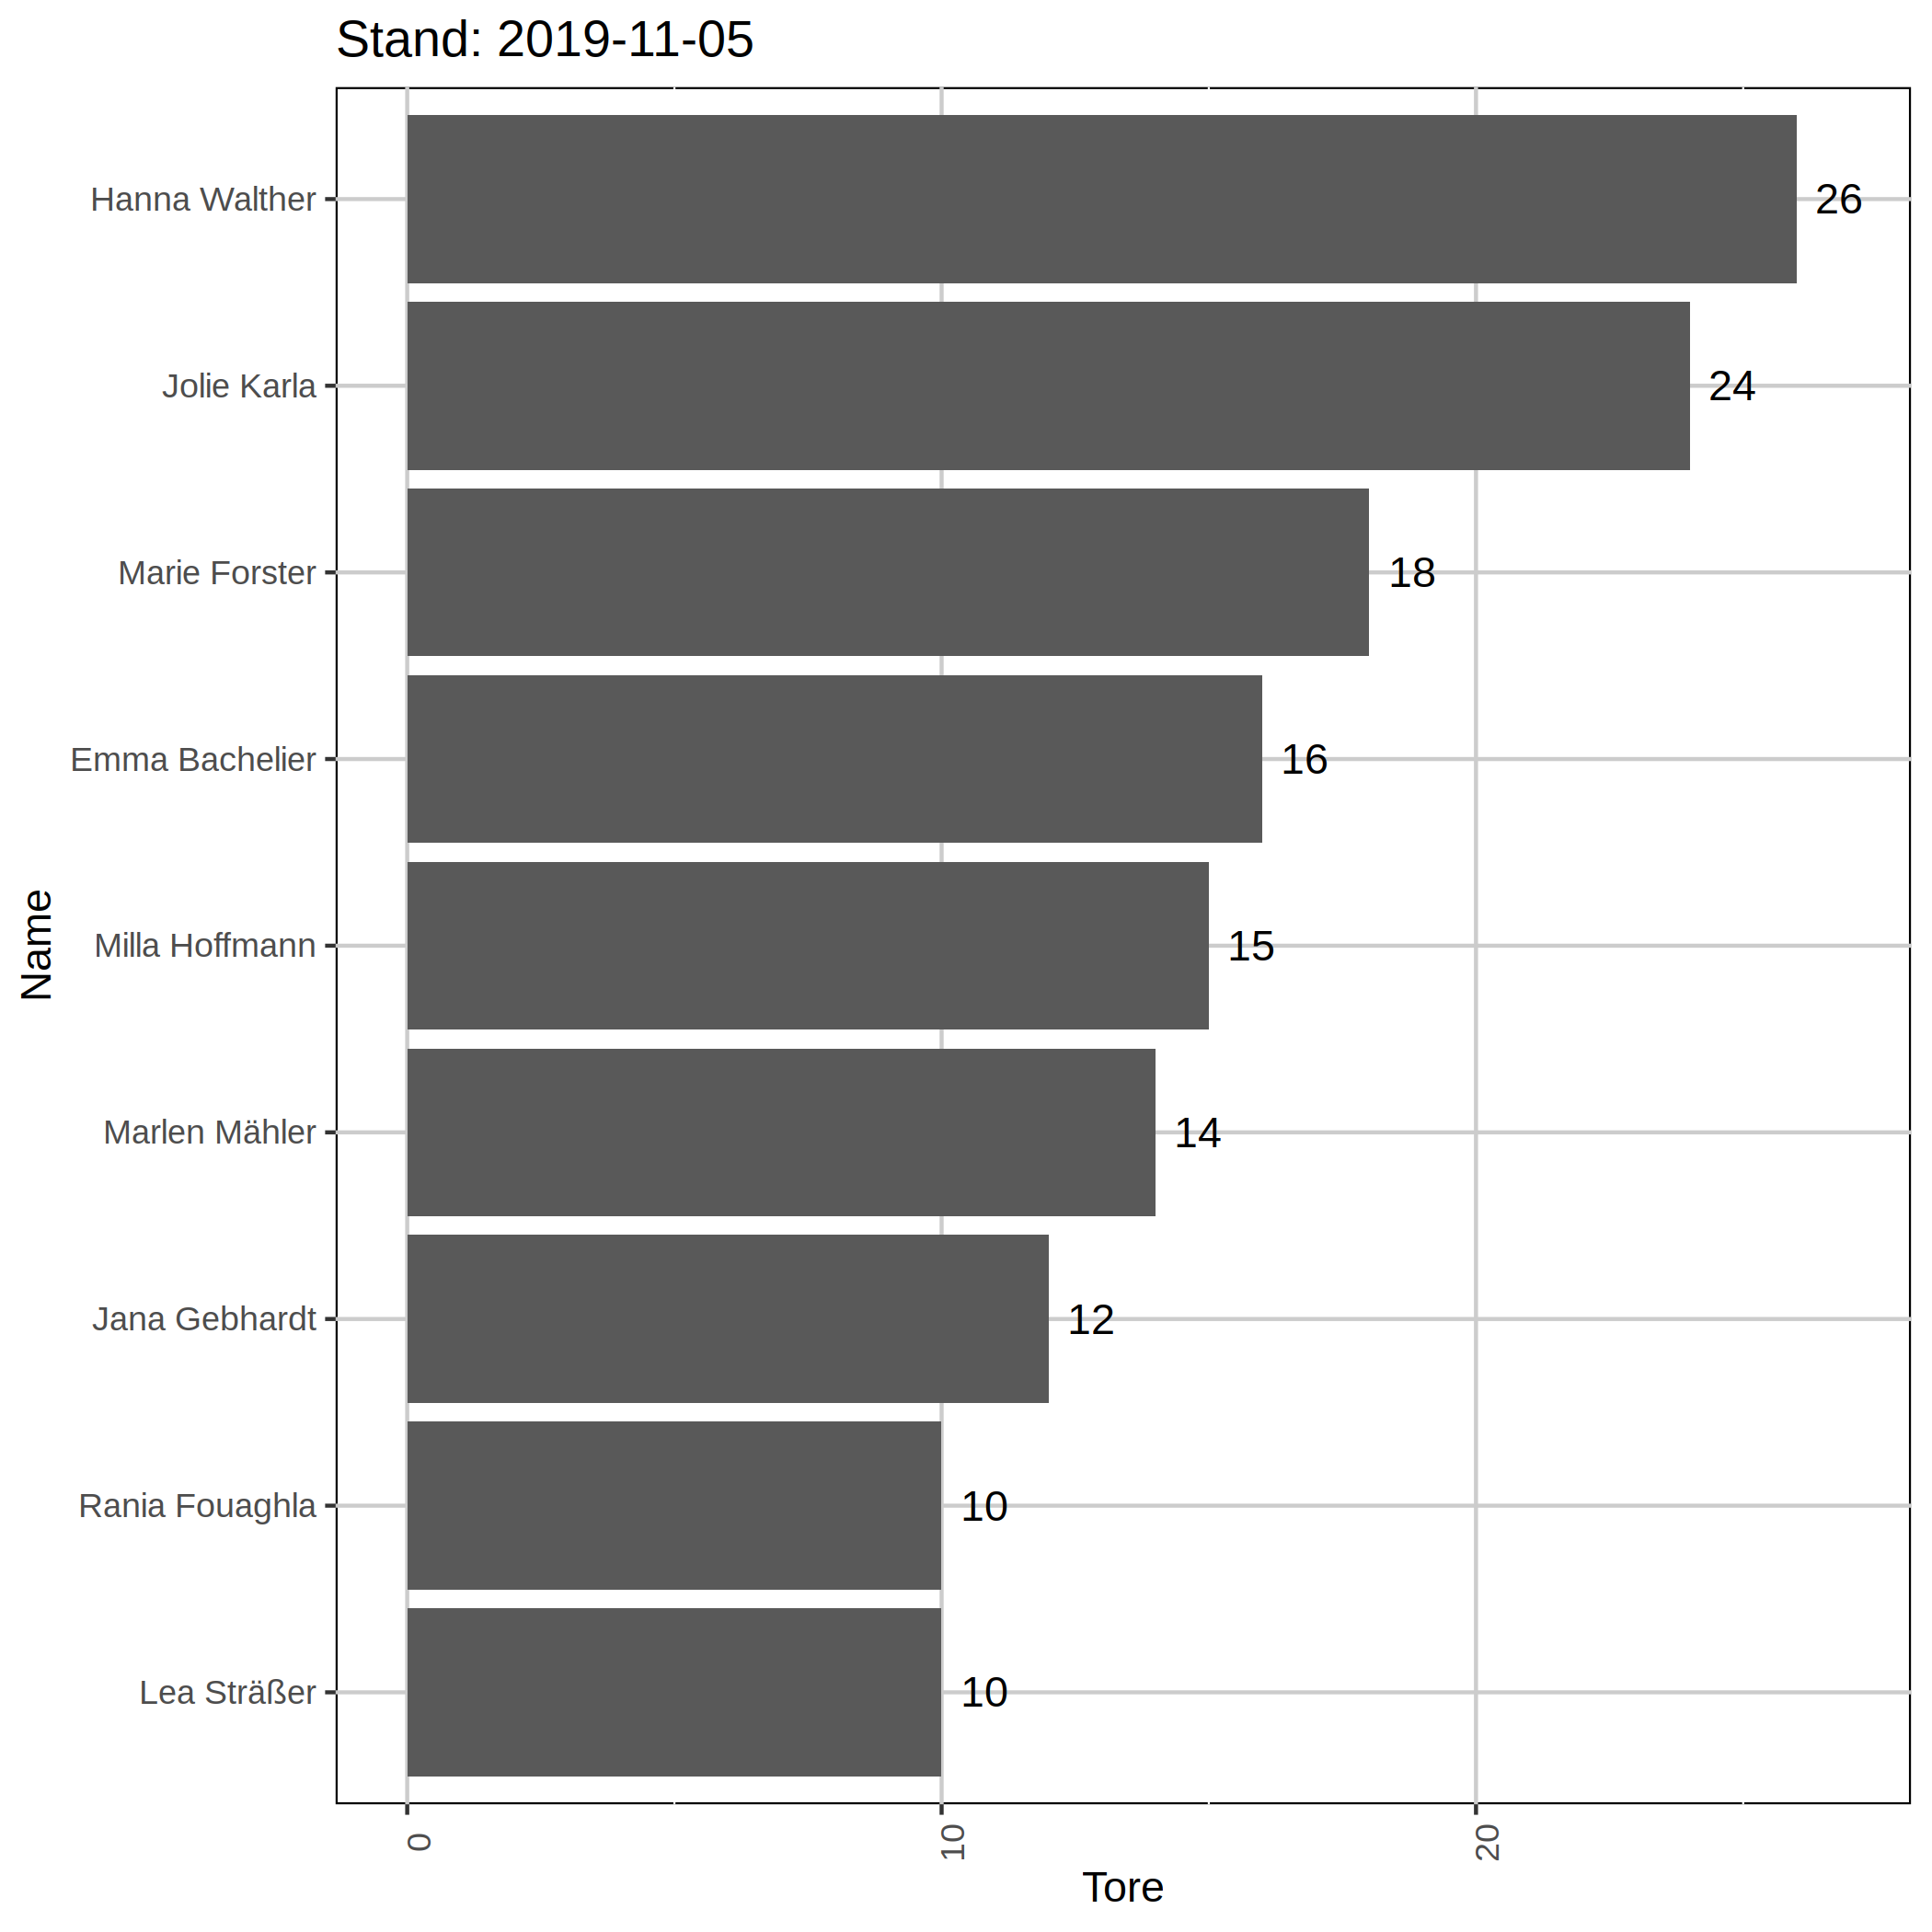 Stand: 2019-11-05
Hanna Walther 26
Jolie Karla 24
Marie Forster 18
Emma Bachelier 16
Milla Hoffmann 15
Marlen Mähler 14
Jana Gebhardt 12
Rania Fouaghla 10
Lea Sträßer 10
Name
0 10 20
Tore